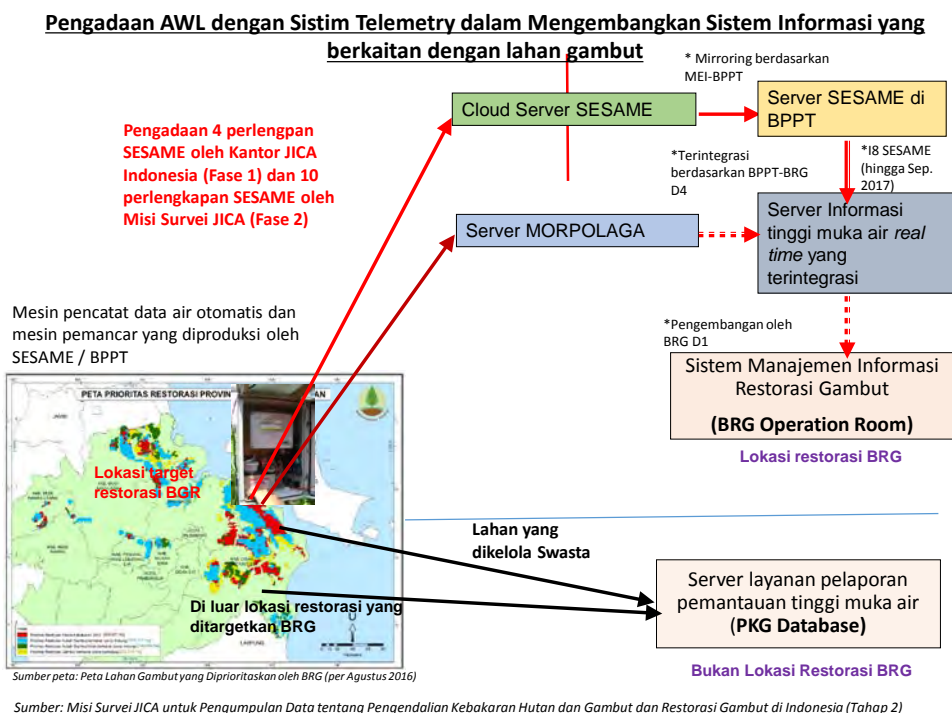 Pengadaan AWL dengan Sistim Telemetry dalam Mengembangkan Sistem Informasi yang
berkaitan dengan lahan gambut
* Mirroring berdasarkan
MEI-BPPT
Cloud Server SESAME
Server SESAME di
BPPT
Pengadaan 4 perlengpan
SESAME oleh Kantor JICA
Indonesia (Fase 1) dan 10
perlengkapan SESAME oleh
Misi Survei JICA (Fase 2)
*Terintegrasi
berdasarkan BPPT-BRG
D4
*I8 SESAME
(hingga Sep.
2017)
Server MORPOLAGA
Server Informasi
tinggi muka air real
time yang
terintegrasi
Mesin pencatat data air otomatis dan
mesin pemancar yang diproduksi oleh
SESAME / BPPT
*Pengembangan oleh
BRG D1
Sistem Manajemen Informasi
Restorasi Gambut
(BRG Operation Room)
Lokasi restorasi BRG
PETA PRIORITAS RESTORASI PROVIN
AN
JAMBI
Lokasi target
restorasi BGR
Lahan yang
dikelola Swasta
Di luar lokasi restorasi yang
ditargetkan BRG
LAMPUNG
Server layanan pelaporan
pemantauan tinggi muka air
(PKG Database)
Bukan Lokasi Restorasi BRG
Sumber peta: Peta Lahan Gambut yang Diprioritaskan oleh BRG (per Agustus 2016)
Sumber: Misi Survei JICA untuk Pengumpulan Data tentang Pengendalian Kebakaran Hutan dan Gambut dan Restorasi Gambut di Indonesia (Tahap 2)